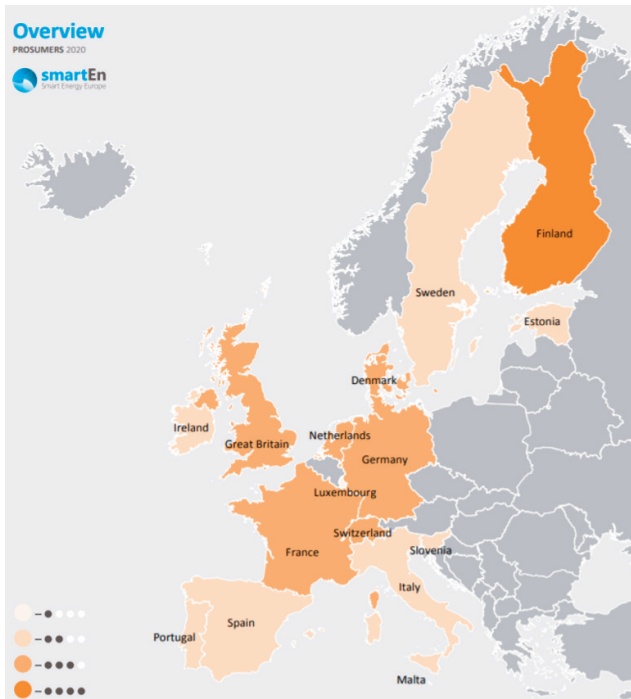 Overview
PROSUMERS 2020
smartEn
Smart Energy Europe
Finland
Sweden
Estonia
Denmark
Ireland
Great Britain
Netherlands
Germany
Luxembourg
Switzerland
France
Slovenia
Italy
Spain
Portugal
Malta